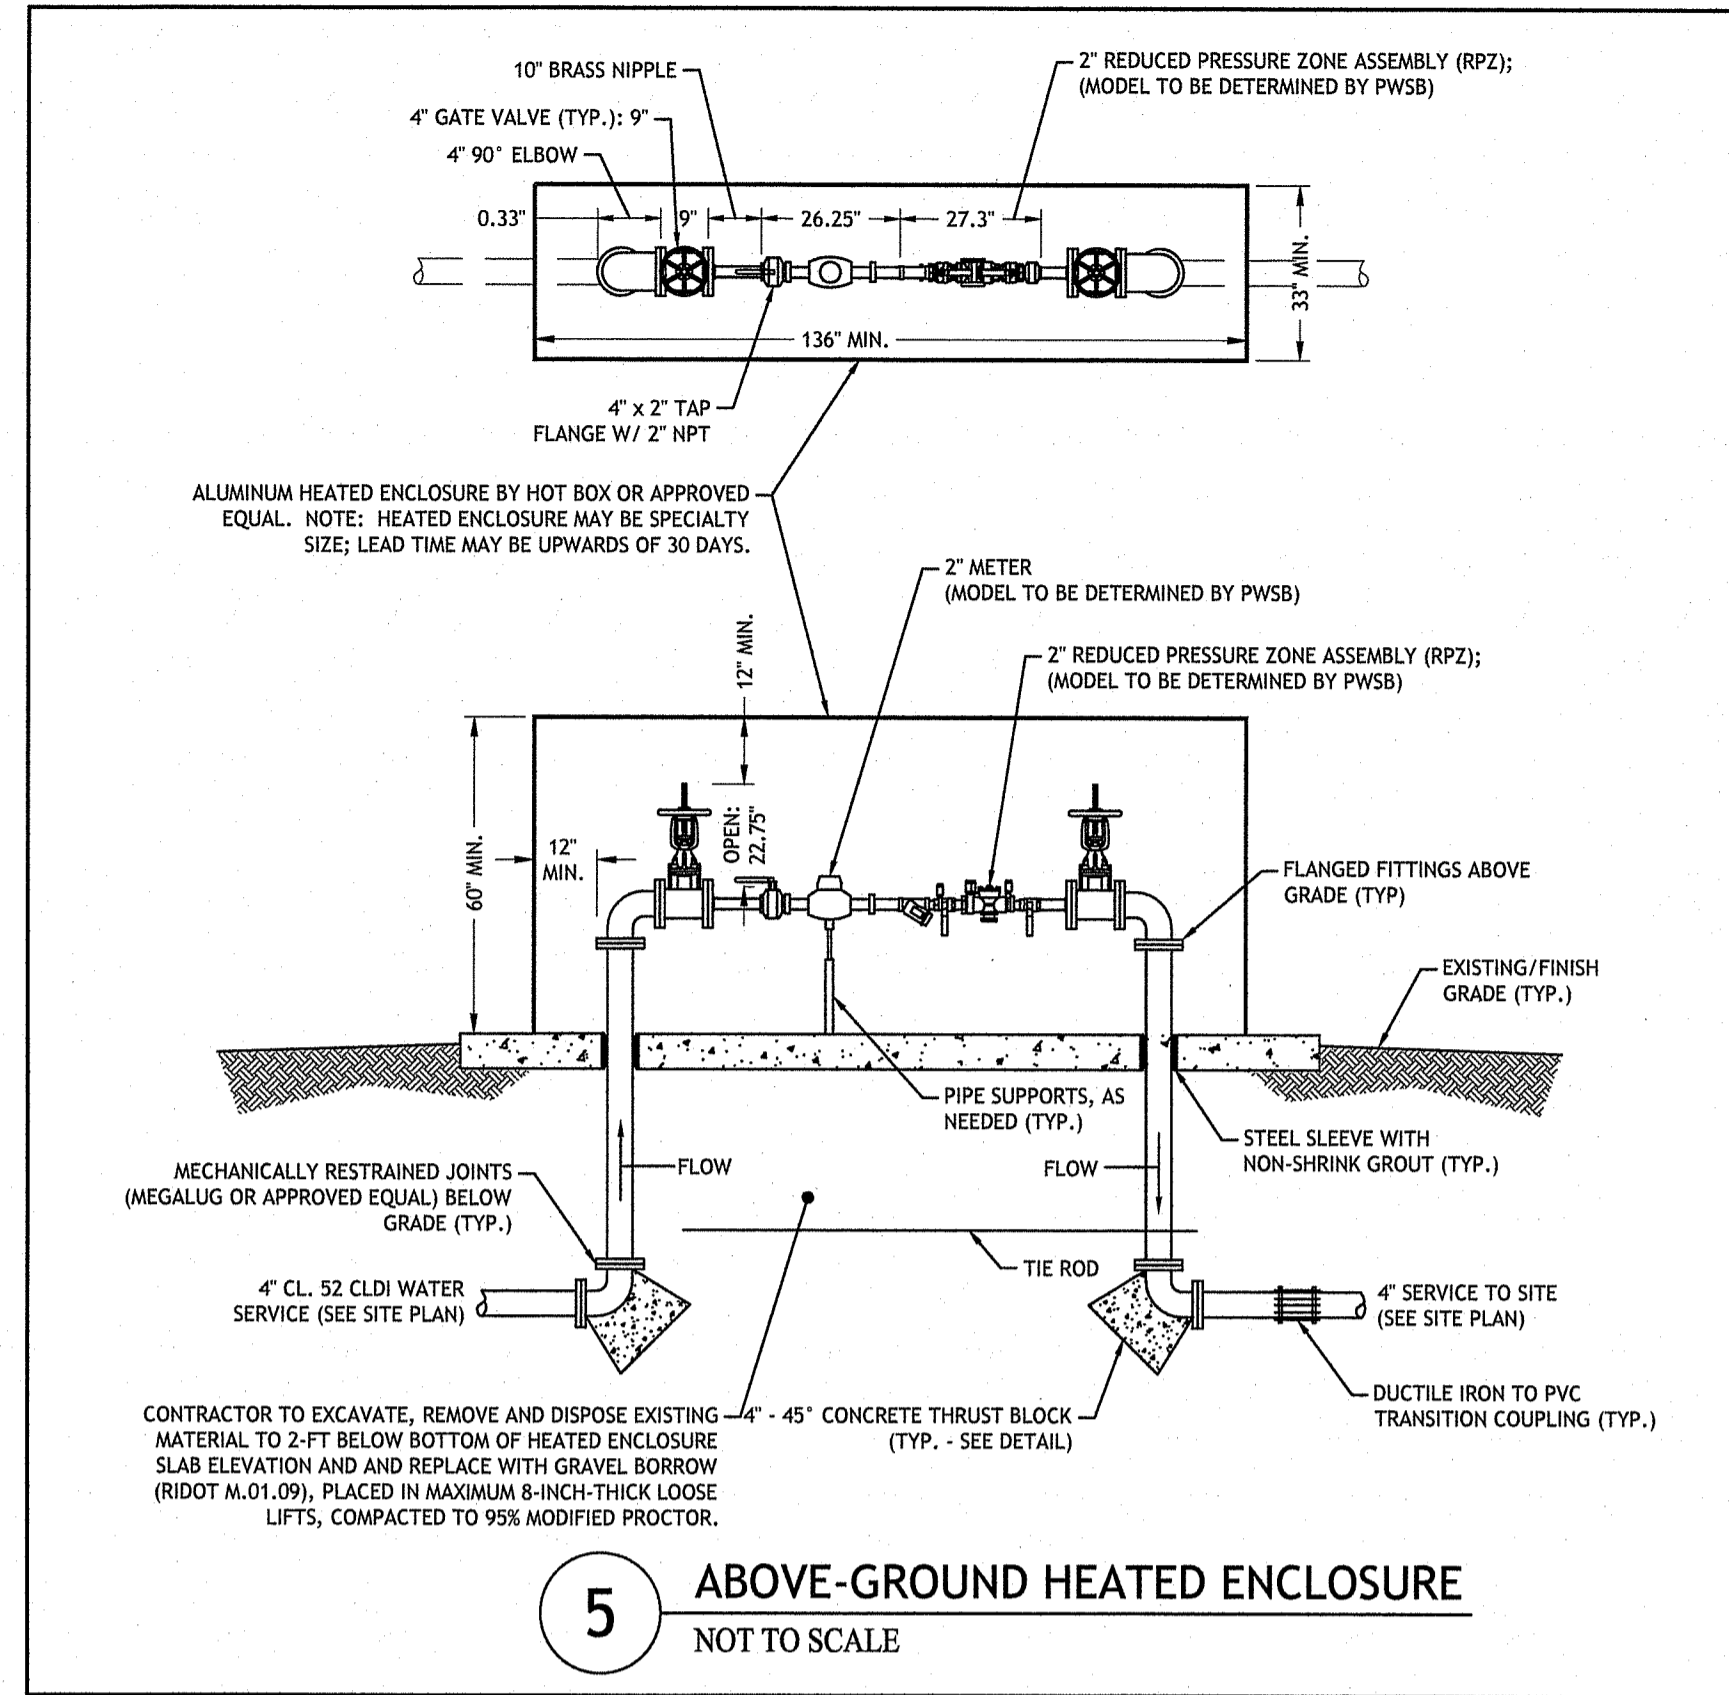 10" BRASS NIPPLE
4" GATE VALVE (TYP.): 9"
4" 90° ELBOW
2" REDUCED PRESSURE ZONE ASSEMBLY (RPZ);
(MODEL TO BE DETERMINED BY PWSB)
0.33"
9"
26.25"
27.3"
33" MIN.
136" MIN.
4" x 2" TAP
FLANGE W/ 2" NPT
ALUMINUM HEATED ENCLOSURE BY HOT BOX OR APPROVED
EQUAL. NOTE: HEATED ENCLOSURE MAY BE SPECIALTY
SIZE; LEAD TIME MAY BE UPWARDS OF 30 DAYS.
2" METER
(MODEL TO BE DETERMINED BY PWSB)
2" REDUCED PRESSURE ZONE ASSEMBLY (RPZ);
(MODEL TO BE DETERMINED BY PWSB)
12" MIN.
60" MIN.
12"
MIN.
OPEN:
22.75"
FLANGED FITTINGS ABOVE
GRADE (TYP)
EXISTING/FINISH
GRADE (TYP.)
PIPE SUPPORTS, AS
NEEDED (TYP.)
STEEL SLEEVE WITH
NON-SHRINK GROUT (TYP.)
FLOW
FLOW
MECHANICALLY RESTRAINED JOINTS
(MEGALUG OR APPROVED EQUAL) BELOW
GRADE (TYP.)
TIE ROD
4" CL. 52 CLDI WATER
SERVICE (SEE SITE PLAN)
4" SERVICE TO SITE
(SEE SITE PLAN)
DUCTILE IRON TO PVC
TRANSITION COUPLING (TYP.)
4" - 45° CONCRETE THRUST BLOCK
(TYP. - SEE DETAIL)
CONTRACTOR TO EXCAVATE, REMOVE AND DISPOSE EXISTING
MATERIAL TO 2-FT BELOW BOTTOM OF HEATED ENCLOSURE
SLAB ELEVATION AND AND REPLACE WITH GRAVEL BORROW
(RIDOT M.01.09), PLACED IN MAXIMUM 8-INCH-THICK LOOSE
LIFTS, COMPACTED TO 95% MODIFIED PROCTOR.
5
ABOVE-GROUND HEATED ENCLOSURE
NOT TO SCALE